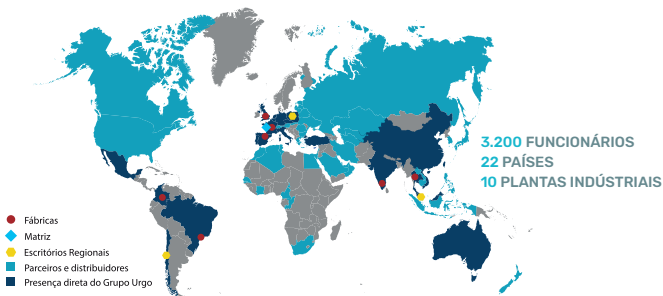 3.200 FUNCIONÁRIOS
22 PAÍSES
10 PLANTAS INDÚSTRIAIS
Fábricas
Matriz
Escritórios Regionais
Parceiros e distribuidores
Presença direta do Grupo Urgo